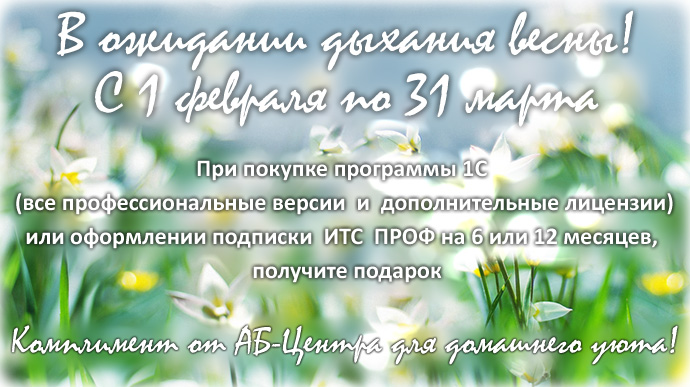 В ожидании дыхания весны!
С 1 февраля по 31 марта
При покупке программы 1С
(все профессиональные версии и дополнительные лицензии)
или оформлении подписки ИТС ПРОФ на 6 или 12 месяцев,
получите подарок
Комплимент от АБ-Центра для домашнего уюта!